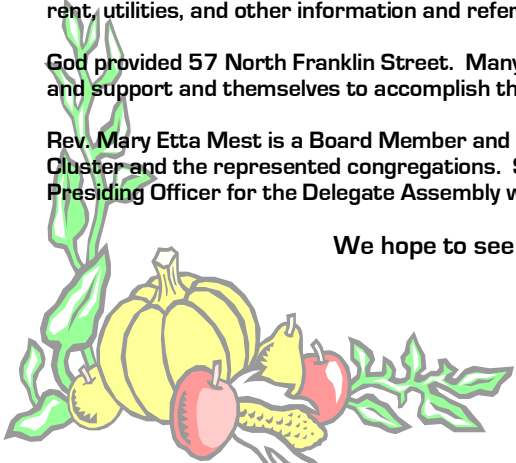 rent, utilities, and other information and refer
God provided 57 North Franklin Street.  Many
and support and themselves to accomplish th
Rev. Mary Etta Mest is a Board Member and
Cluster and the represented congregations.  S
Presiding Officer for the Delegate Assembly w
We hope to see